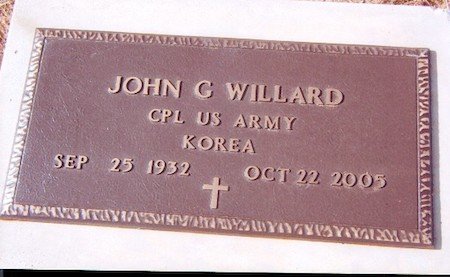 JOHN G WILLARD
CPL US ARMY
KOREA
SEP 25 1932 OCT 22 2005